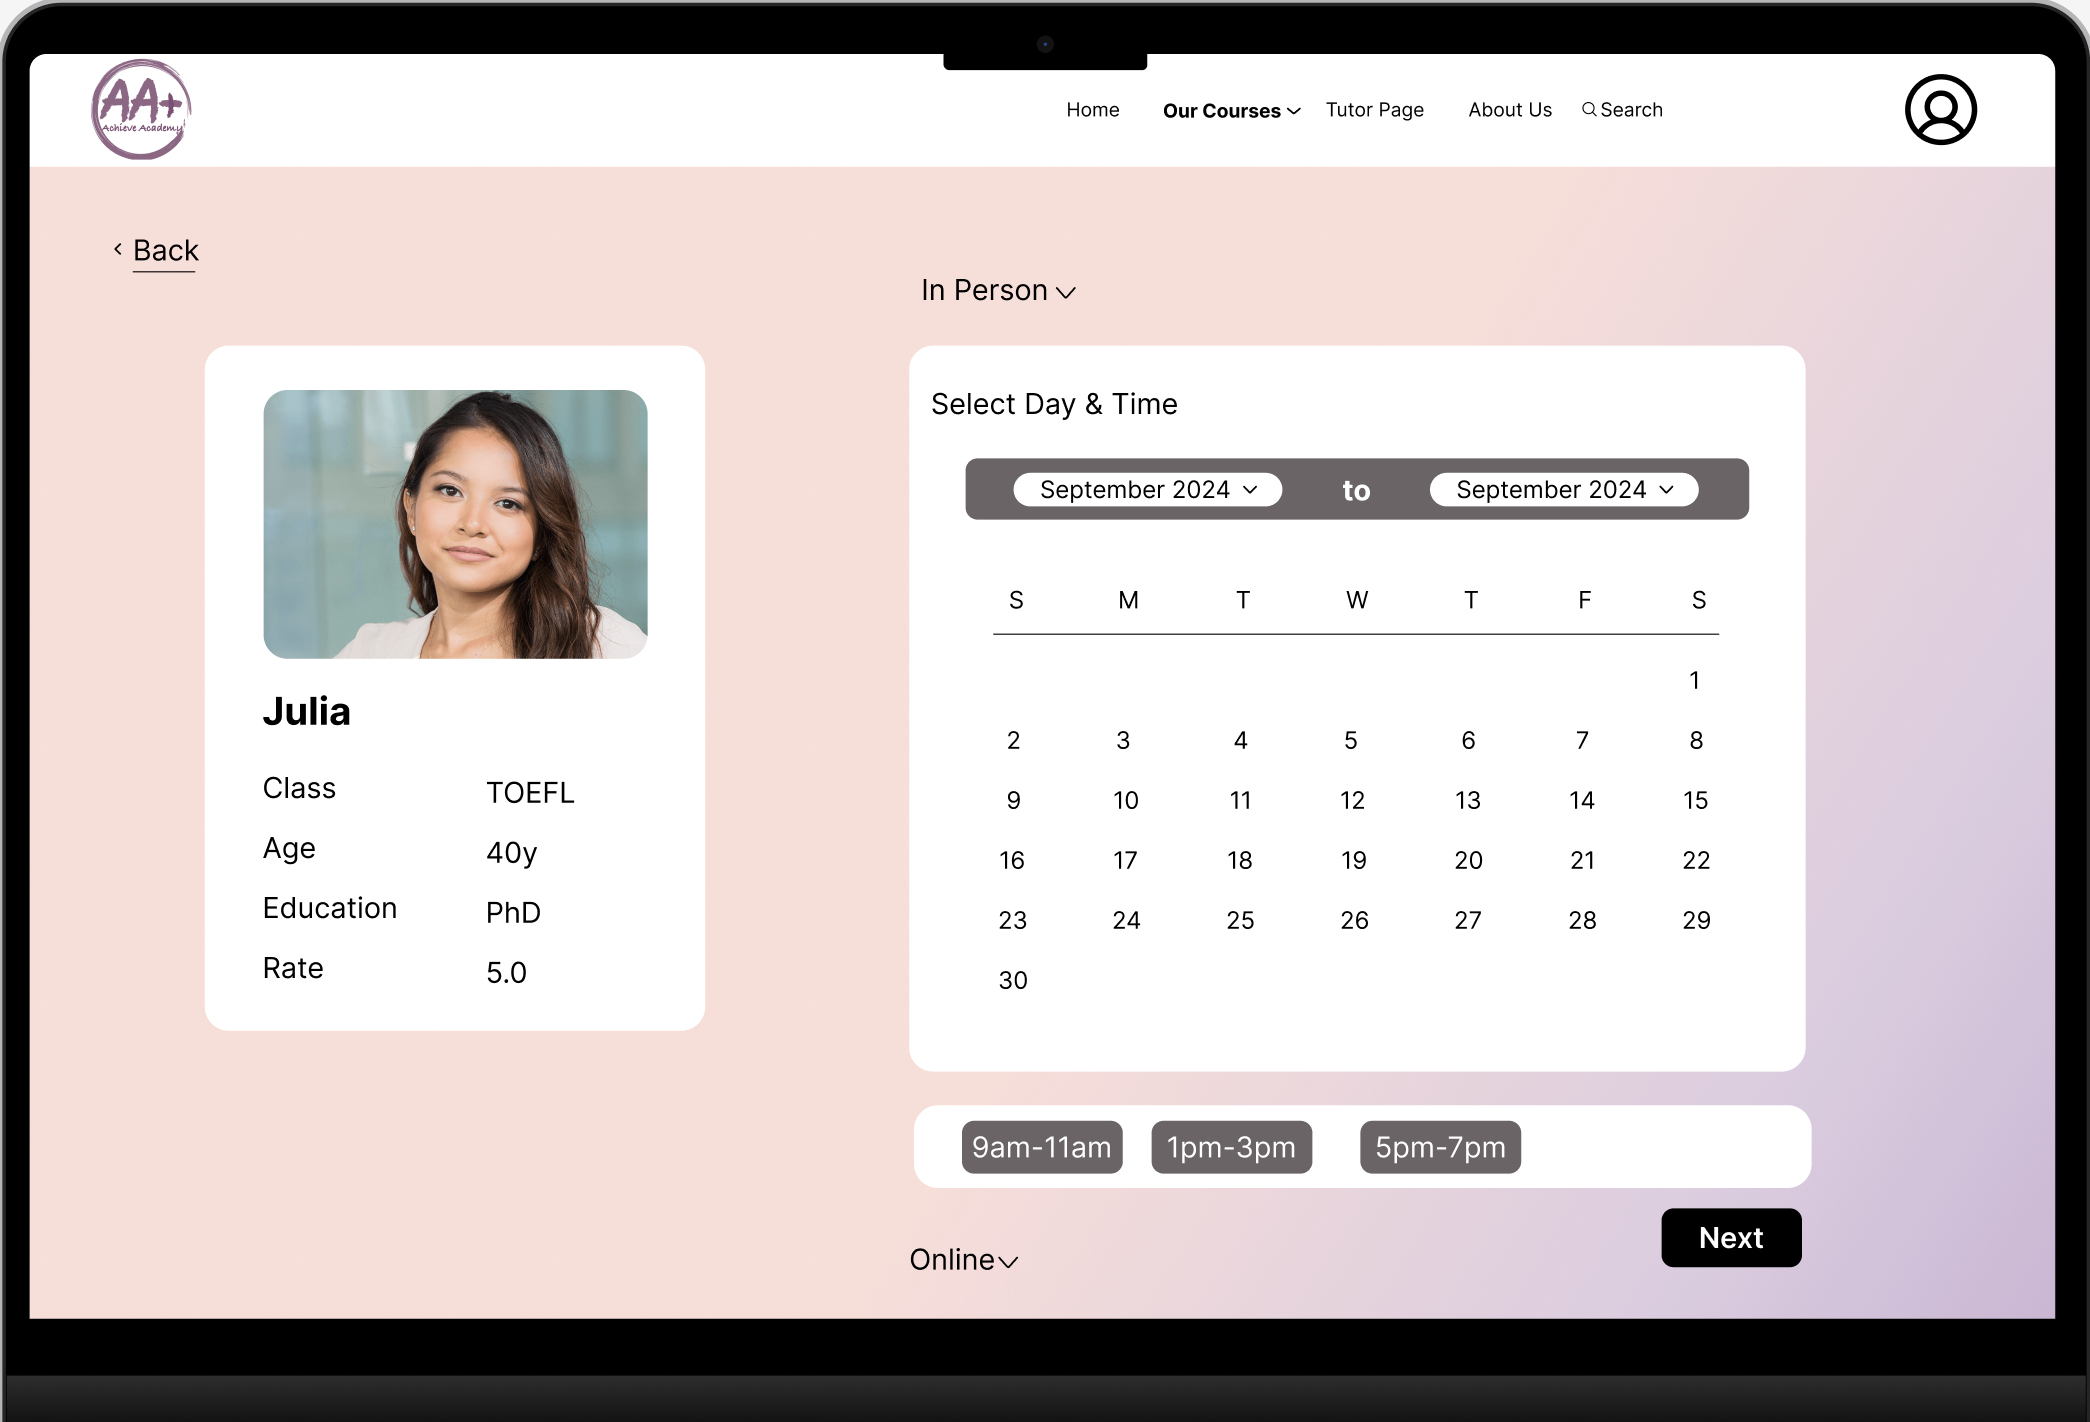 AA+
Achieve Academy
Home Our Courses Tutor Page About Us Search
Back
In Person
Julia
Class TOEFL
Age 40y
Education PhD
Rate 5.0
Select Day & Time
September 2024 to September 2024
S M T W T F S
1
2 3 4 5 6 7 8
9 10 11 12 13 14 15
16 17 18 19 20 21 22
23 24 25 26 27 28 29
30
9am-11am 1pm-3pm 5pm-7pm
Next
Online